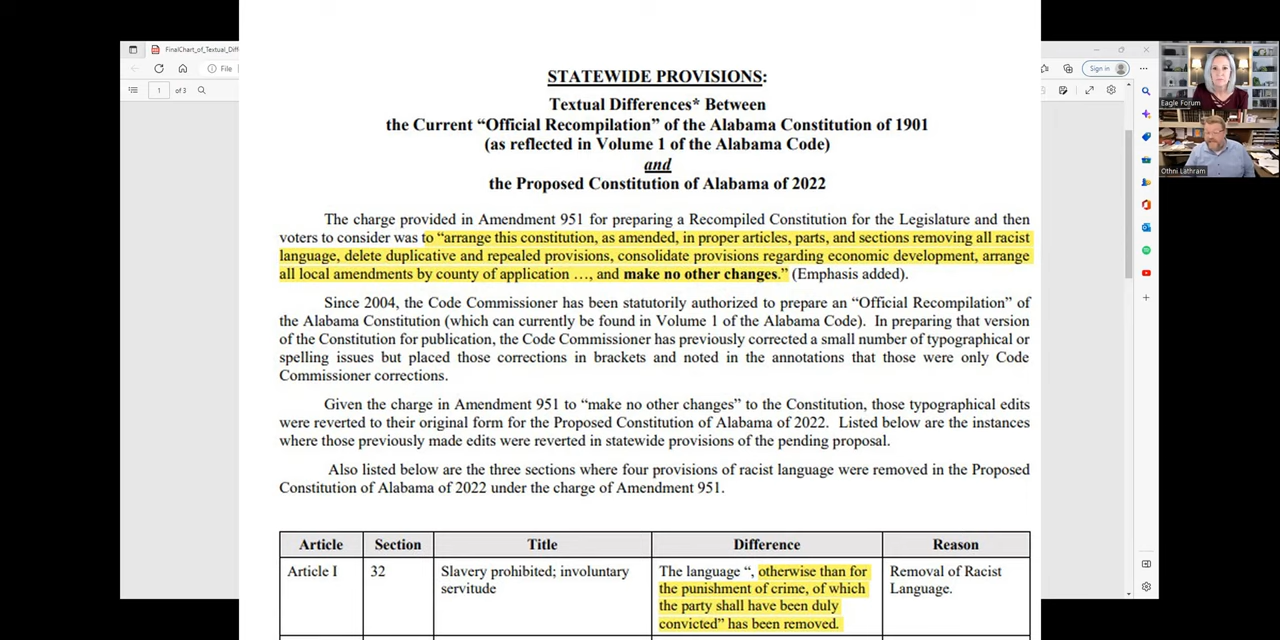 FinalChart_of_Textual_Diff
File
1
of 3
Sign in
Eagle Forum
Othni Lathram
STATEWIDE PROVISIONS:
Textual Differences* Between
the Current “Official Recompilation” of the Alabama Constitution of 1901
(as reflected in Volume 1 of the Alabama Code)
and
the Proposed Constitution of Alabama of 2022
The charge provided in Amendment 951 for preparing a Recompiled Constitution for the Legislature and then
voters to consider was to “arrange this constitution, as amended, in proper articles, parts, and sections removing all racist
language, delete duplicative and repealed provisions, consolidate provisions regarding economic development, arrange
all local amendments by county of application …, and make no other changes.” (Emphasis added).
Since 2004, the Code Commissioner has been statutorily authorized to prepare an “Official Recompilation” of
the Alabama Constitution (which can currently be found in Volume 1 of the Alabama Code). In preparing that version
of the Constitution for publication, the Code Commissioner has previously corrected a small number of typographical or
spelling issues but placed those corrections in brackets and noted in the annotations that those were only Code
Commissioner corrections.
Given the charge in Amendment 951 to “make no other changes” to the Constitution, those typographical edits
were reverted to their original form for the Proposed Constitution of Alabama of 2022. Listed below are the instances
where those previously made edits were reverted in statewide provisions of the pending proposal.
Also listed below are the three sections where four provisions of racist language were removed in the Proposed
Constitution of Alabama of 2022 under the charge of Amendment 951.
Article Section Title Difference Reason
Article I 32 Slavery prohibited; involuntary The language “, otherwise than for Removal of Racist
servitude the punishment of crime, of which Language.
the party shall have been duly
convicted” has been removed.